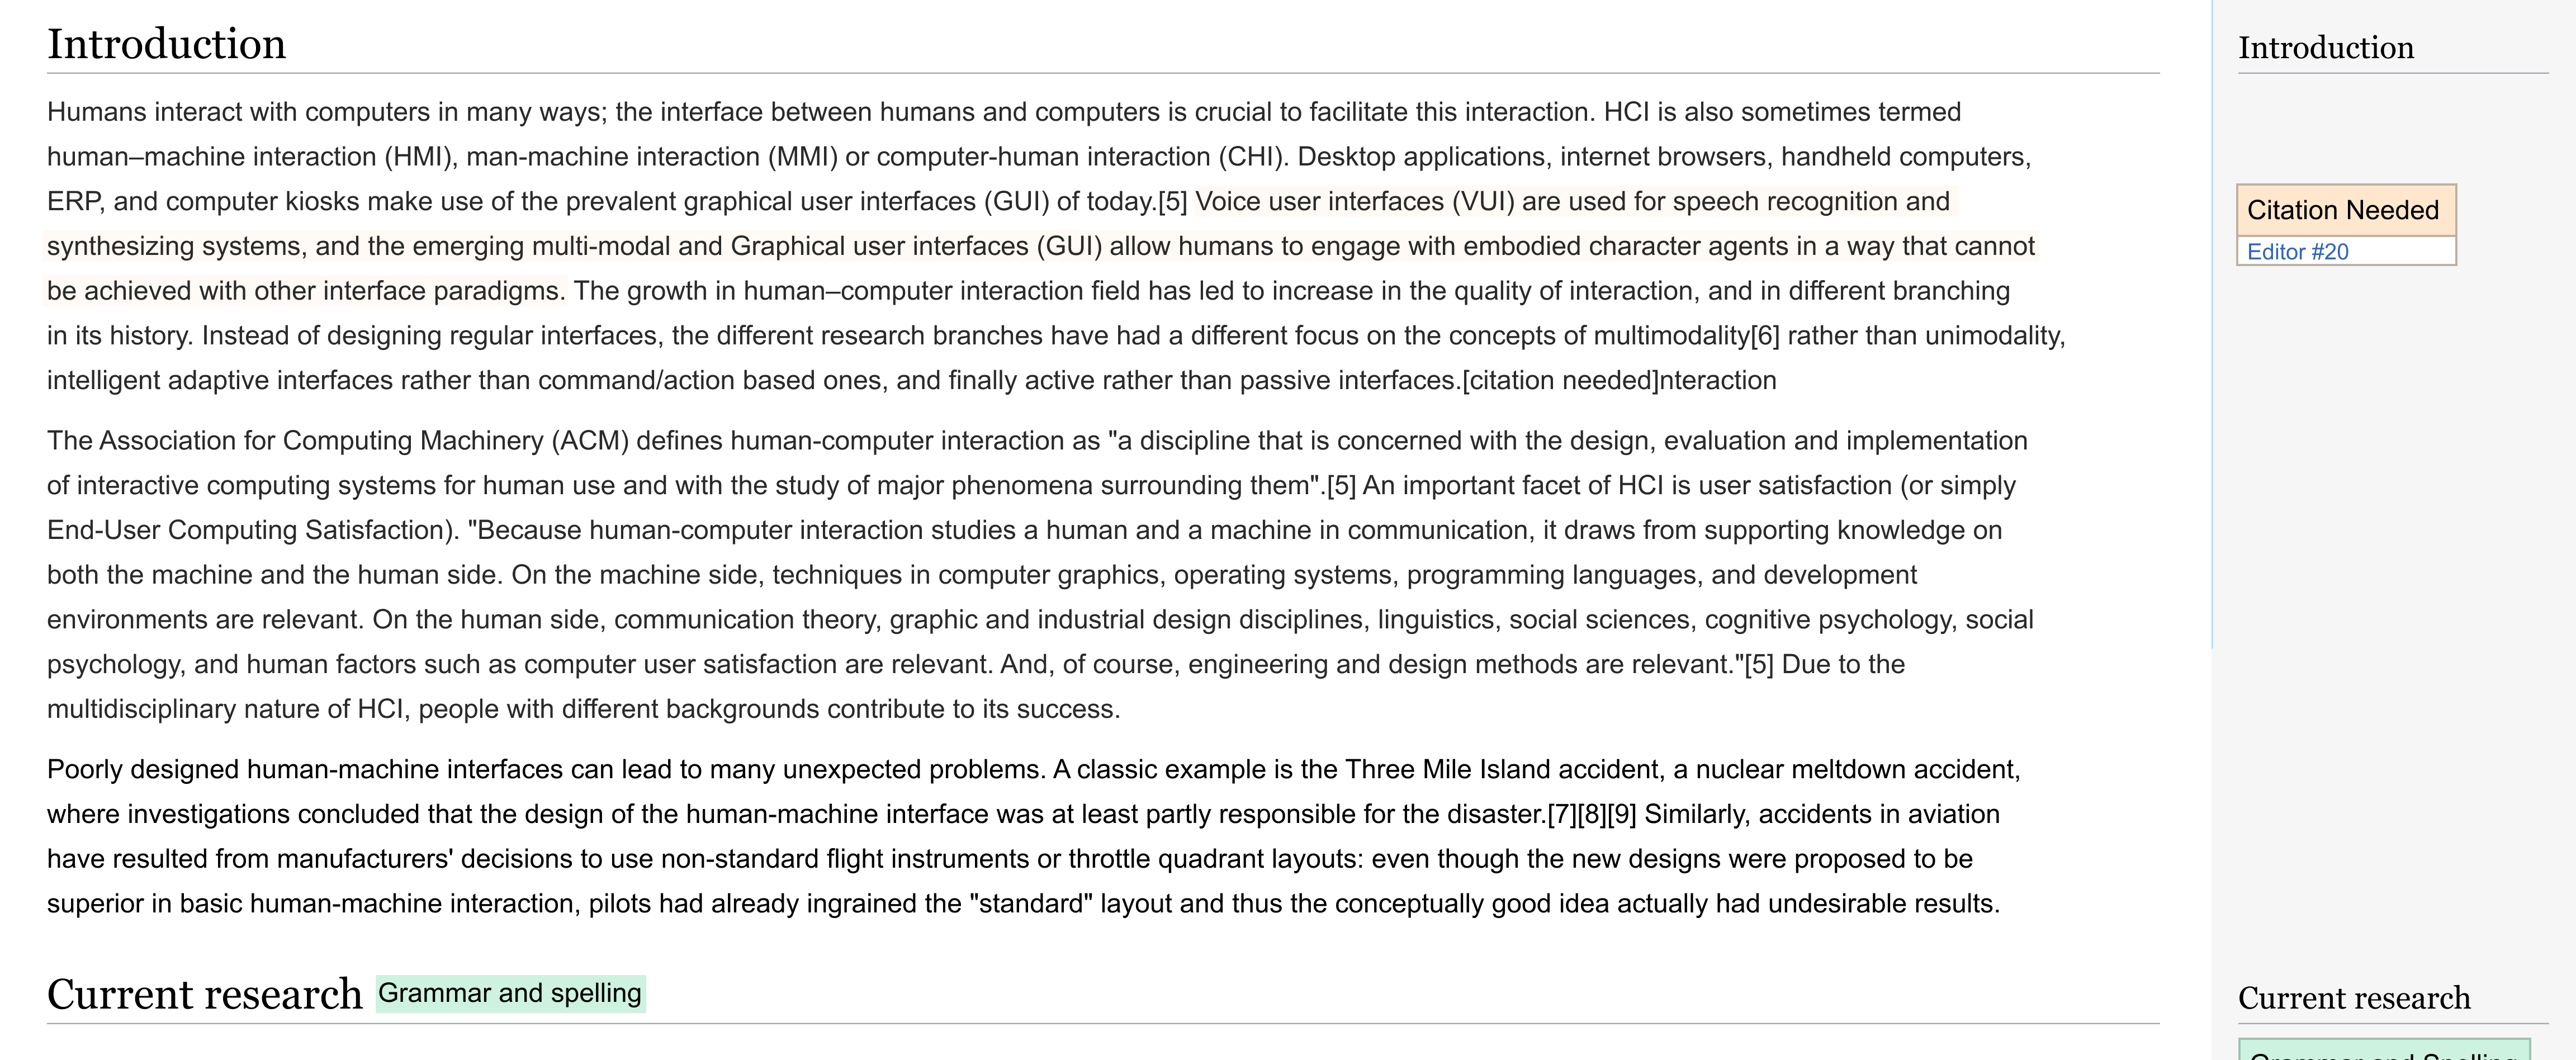 Introduction
Humans interact with computers in many ways; the interface between humans and computers is crucial to facilitate this interaction. HCI is also sometimes termed
human–machine interaction (HMI), man-machine interaction (MMI) or computer-human interaction (CHI). Desktop applications, internet browsers, handheld computers,
ERP, and computer kiosks make use of the prevalent graphical user interfaces (GUI) of today.[5] Voice user interfaces (VUI) are used for speech recognition and
synthesizing systems, and the emerging multi-modal and Graphical user interfaces (GUI) allow humans to engage with embodied character agents in a way that cannot
be achieved with other interface paradigms. The growth in human–computer interaction field has led to increase in the quality of interaction, and in different branching
in its history. Instead of designing regular interfaces, the different research branches have had a different focus on the concepts of multimodality[6] rather than unimodality,
intelligent adaptive interfaces rather than command/action based ones, and finally active rather than passive interfaces.[citation needed]nteraction
The Association for Computing Machinery (ACM) defines human-computer interaction as "a discipline that is concerned with the design, evaluation and implementation
of interactive computing systems for human use and with the study of major phenomena surrounding them".[5] An important facet of HCI is user satisfaction (or simply
End-User Computing Satisfaction). "Because human-computer interaction studies a human and a machine in communication, it draws from supporting knowledge on
both the machine and the human side. On the machine side, techniques in computer graphics, operating systems, programming languages, and development
environments are relevant. On the human side, communication theory, graphic and industrial design disciplines, linguistics, social sciences, cognitive psychology, social
psychology, and human factors such as computer user satisfaction are relevant. And, of course, engineering and design methods are relevant."[5] Due to the
multidisciplinary nature of HCI, people with different backgrounds contribute to its success.
Poorly designed human-machine interfaces can lead to many unexpected problems. A classic example is the Three Mile Island accident, a nuclear meltdown accident,
where investigations concluded that the design of the human-machine interface was at least partly responsible for the disaster.[7][8][9] Similarly, accidents in aviation
have resulted from manufacturers' decisions to use non-standard flight instruments or throttle quadrant layouts: even though the new designs were proposed to be
superior in basic human-machine interaction, pilots had already ingrained the "standard" layout and thus the conceptually good idea actually had undesirable results.
Current research Grammar and spelling
Introduction
Citation Needed
Editor #20
Current research
Grammar and Spelling